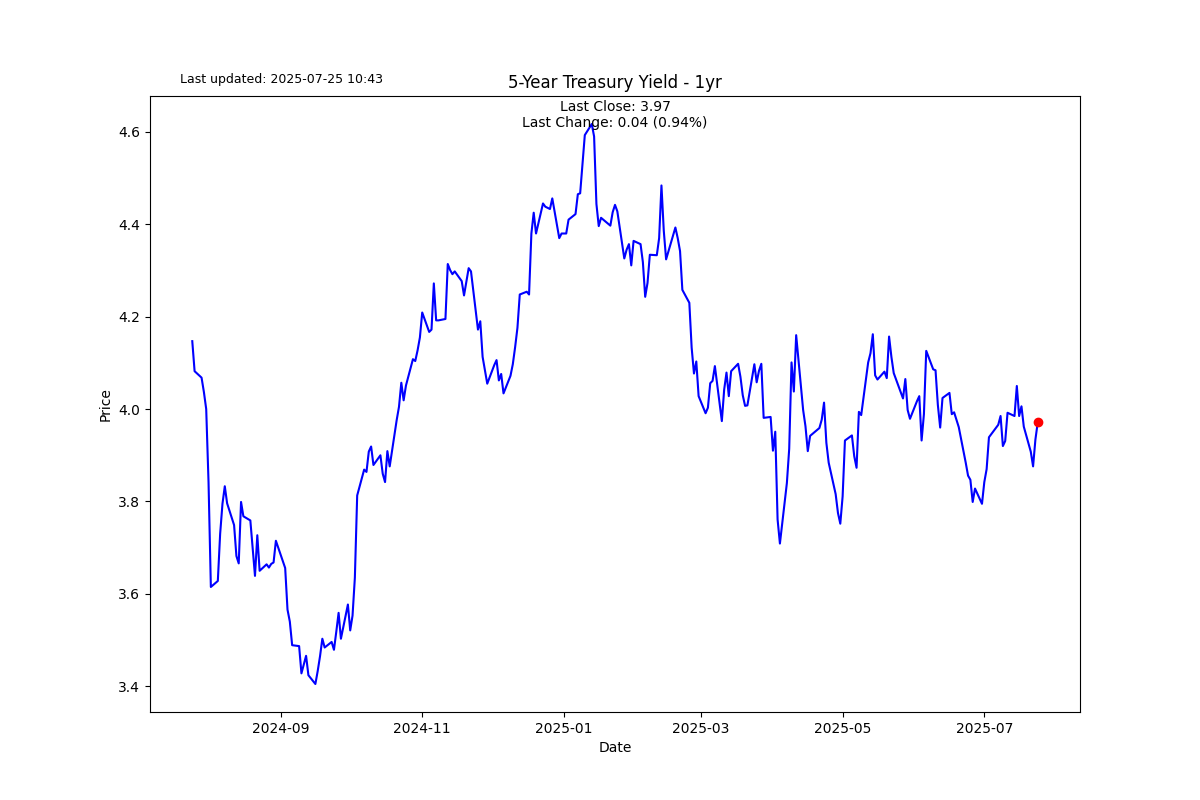 Last updated: 2025-07-25 10:43
5-Year Treasury Yield - 1yr
Last Close: 3.97
Last Change: 0.04 (0.94%)
4.6
4.4
4.2
4.0
3.8
3.6
3.4
Price
2024-09
2024-11
2025-01
2025-03
2025-05
2025-07
Date